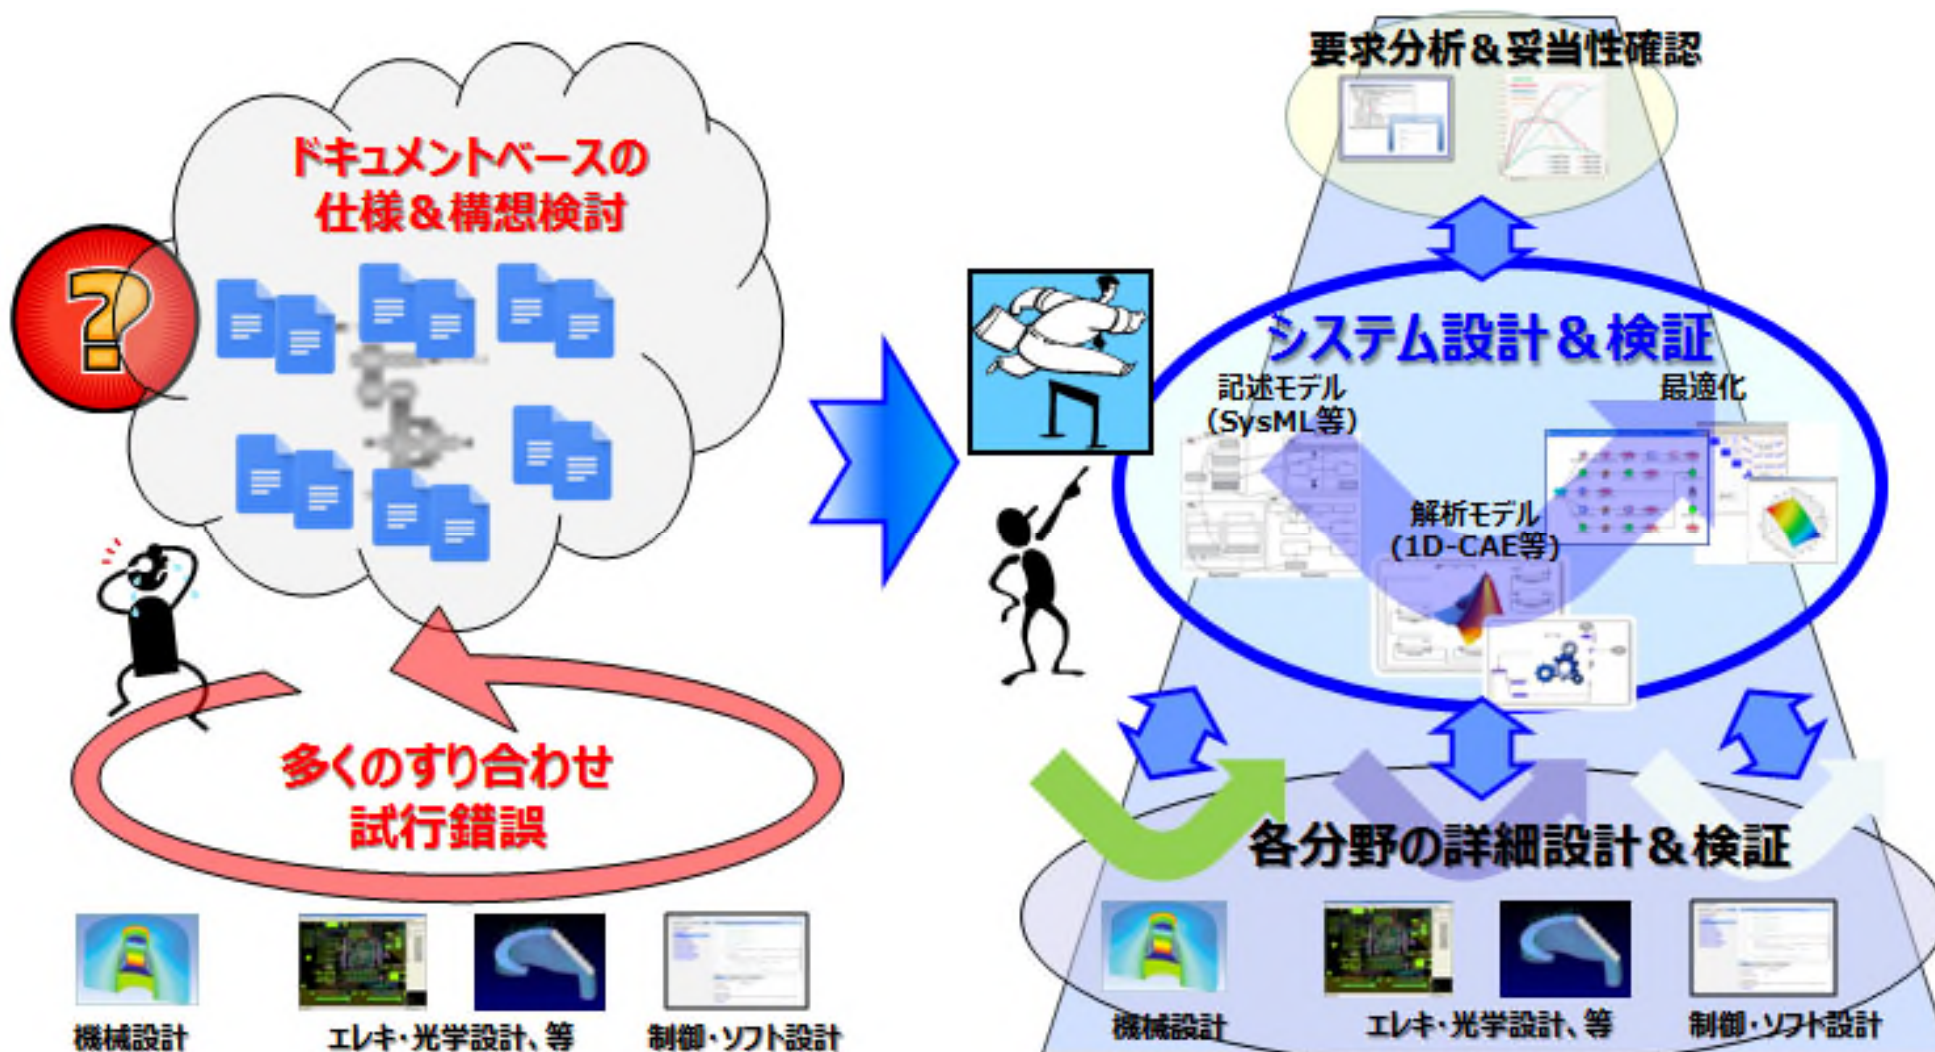 ドキュメントベースの
仕様＆構想検討
?
多くのすり合わせ
試行錯誤
機械設計
エレキ・光学設計、等
制御・ソフト設計
要求分析＆妥当性確認
システム設計＆検証
記述モデル
(SysML等)
最適化
解析モデル
(1D-CAE等)
各分野の詳細設計＆検証
機械設計
エレキ・光学設計、等
制御・ソフト設計